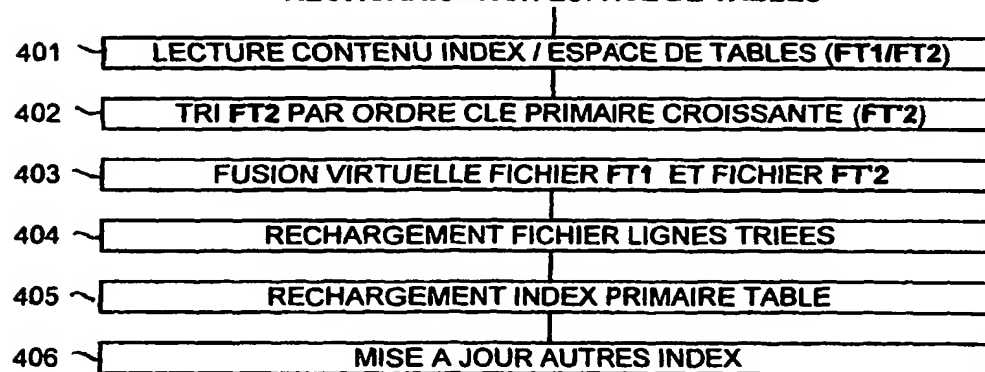 401 LECTURE CONTENU INDEX / ESPACE DE TABLES (FT1/FT2)
402 TRI FT2 PAR ORDRE CLE PRIMAIRE CROISSANTE (FT'2)
403 FUSION VIRTUELLE FICHIER FT1 ET FICHIER FT'2
404 RECHARGEMENT FICHIER LIGNES TRIEES
405 RECHARGEMENT INDEX PRIMAIRE TABLE
406 MISE A JOUR AUTRES INDEX